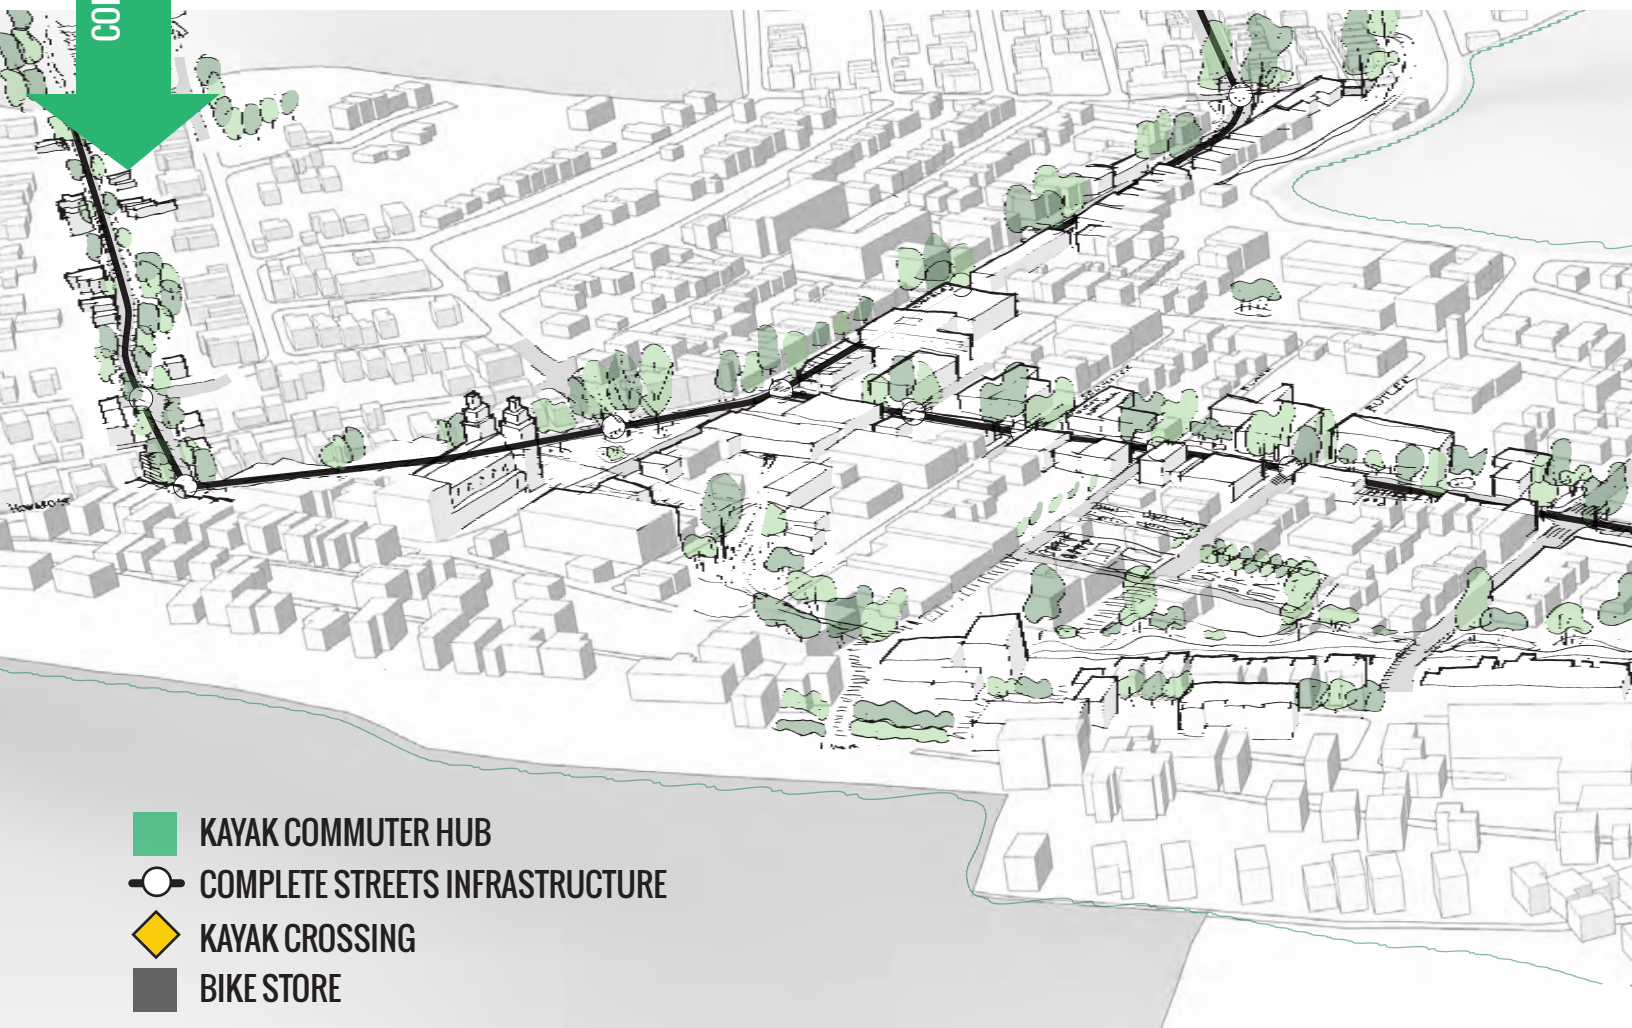 KAYAK COMMUTER HUB
COMPLETE STREETS INFRASTRUCTURE
KAYAK CROSSING
BIKE STORE